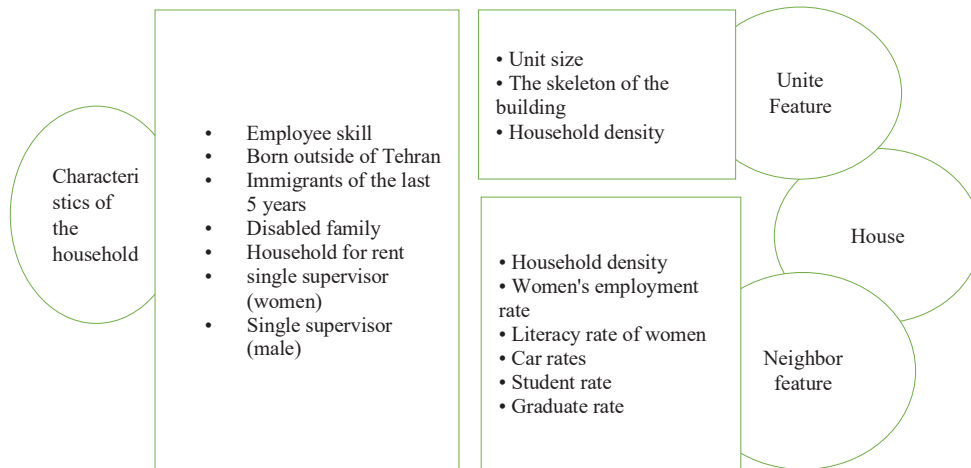 Characteri
stics of
the
household
• Employee skill
• Born outside of Tehran
• Immigrants of the last
5 years
• Disabled family
• Household for rent
• single supervisor
(women)
• Single supervisor
(male)
• Unit size
• The skeleton of the
building
• Household density
Unite
Feature
House
• Household density
• Women's employment
rate
• Literacy rate of women
• Car rates
• Student rate
• Graduate rate
Neighbor
feature